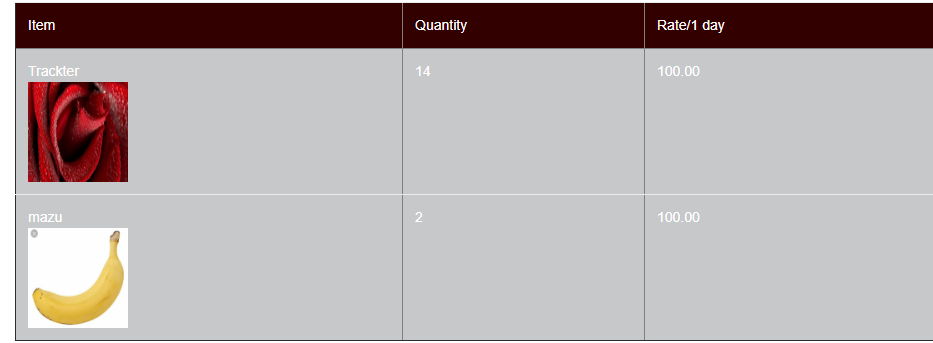 Item Quantity Rate/1 day
Trackter 14 100.00
mazu 2 100.00